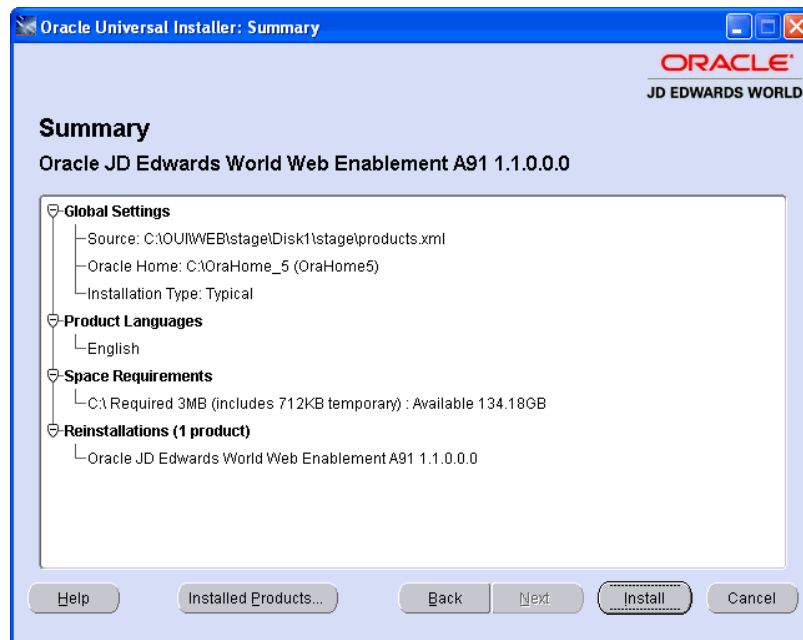 Oracle Universal Installer: Summary
ORACLE
JD EDWARDS WORLD
Summary
Oracle JD Edwards World Web Enablement A91 1.1.0.0.0
Global Settings
Source: C:\OUI\WEB\stage\Disk1\stage\products.xml
Oracle Home: C:\OraHome_5 (OraHome5)
Installation Type: Typical
Product Languages
English
Space Requirements
C:\ Required 3MB (includes 712KB temporary) : Available 134.18GB
Reinstallations (1 product)
Oracle JD Edwards World Web Enablement A91 1.1.0.0.0
Help Installed Products... Back Next Install Cancel